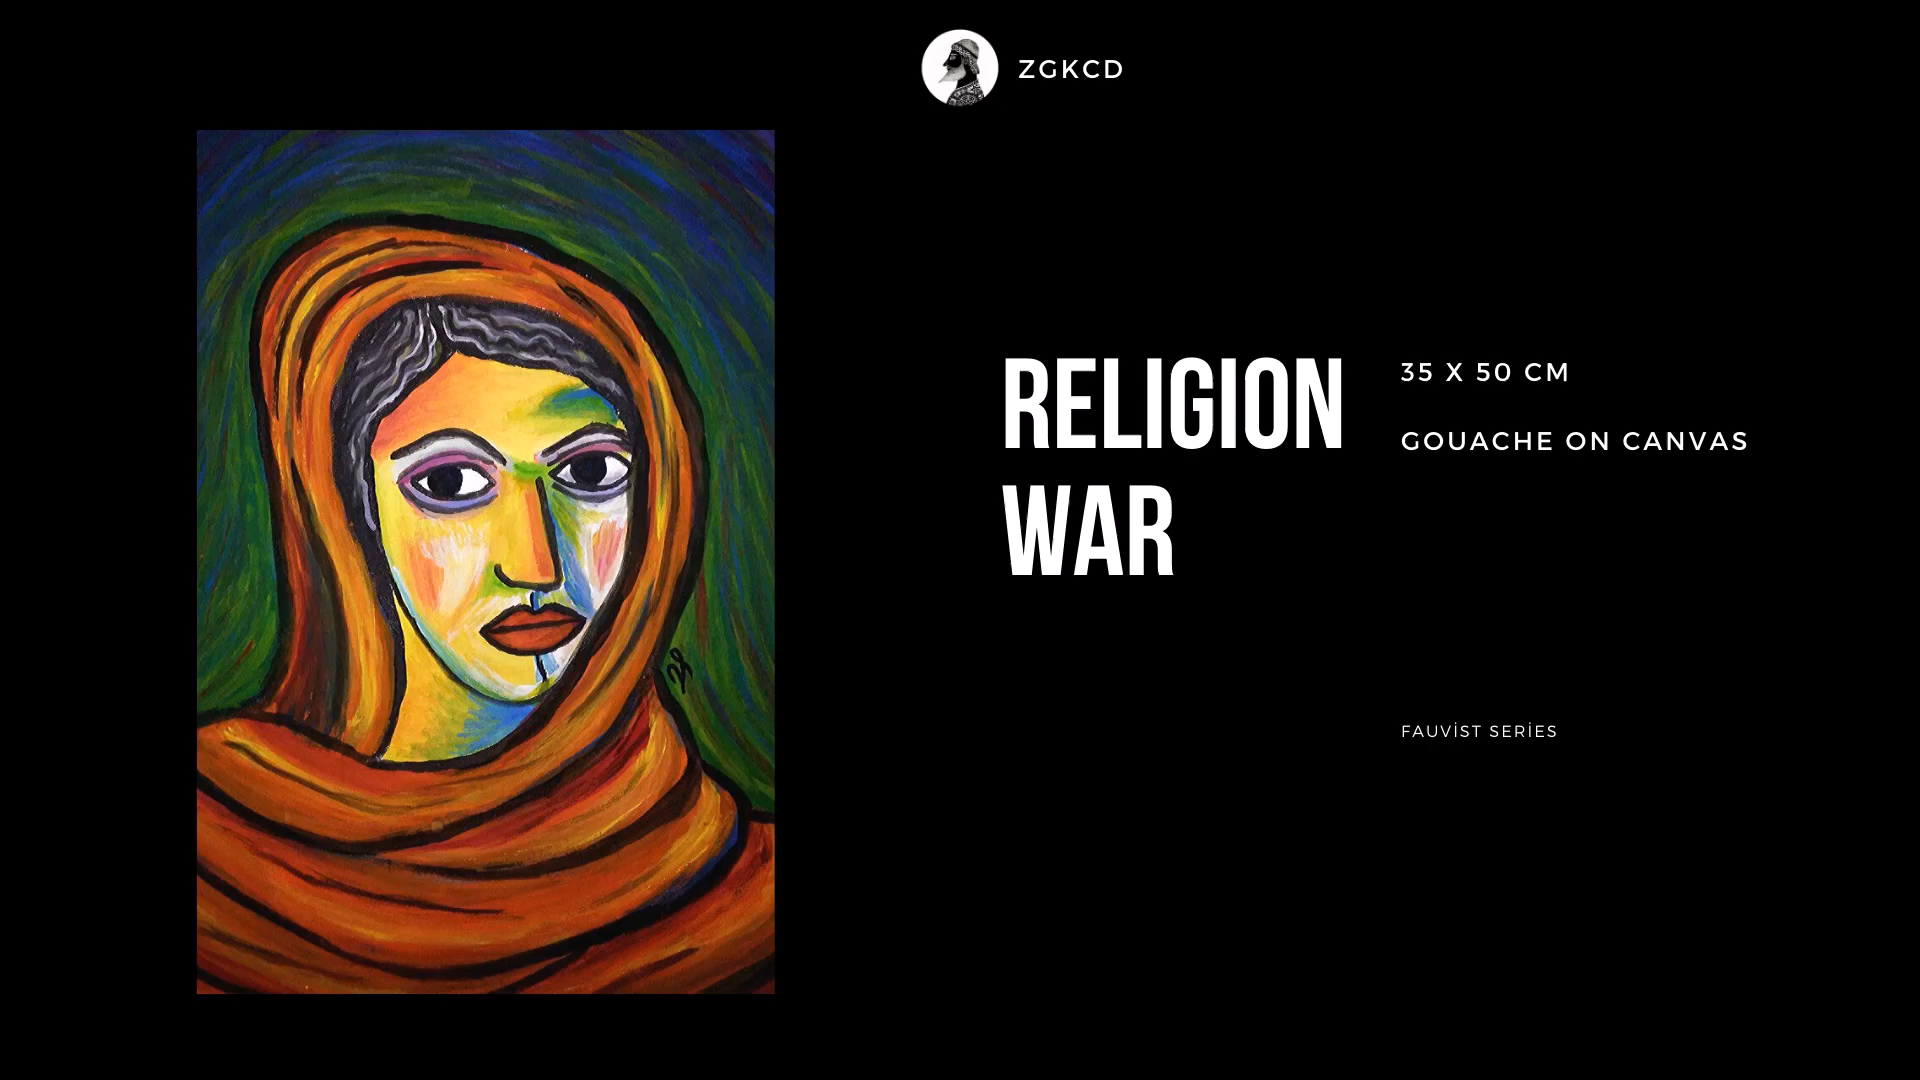 ZGKCD
RELIGION
WAR
35 X 50 CM
GOUACHE ON CANVAS
FAUVİST SERİES